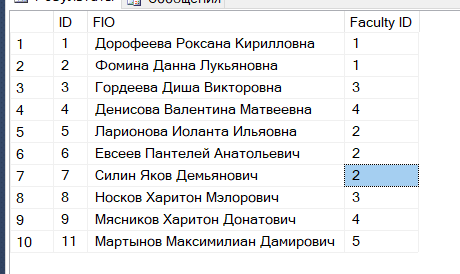 Результаты Сообщения
ID FIO Faculty ID
1 1 Дорофеева Роксана Кирилловна 1
2 2 Фомина Данна Лукьяновна 1
3 3 Гордеева Диша Викторовна 3
4 4 Денисова Валентина Матвеевна 4
5 5 Ларионова Иоланта Ильяовна 2
6 6 Евсеев Пантелей Анатольевич 2
7 7 Силин Яков Демьянович 2
8 8 Носков Харитон Мэлорович 3
9 9 Мясников Харитон Донатович 4
10 11 Мартынов Максимилиан Дамирович 5